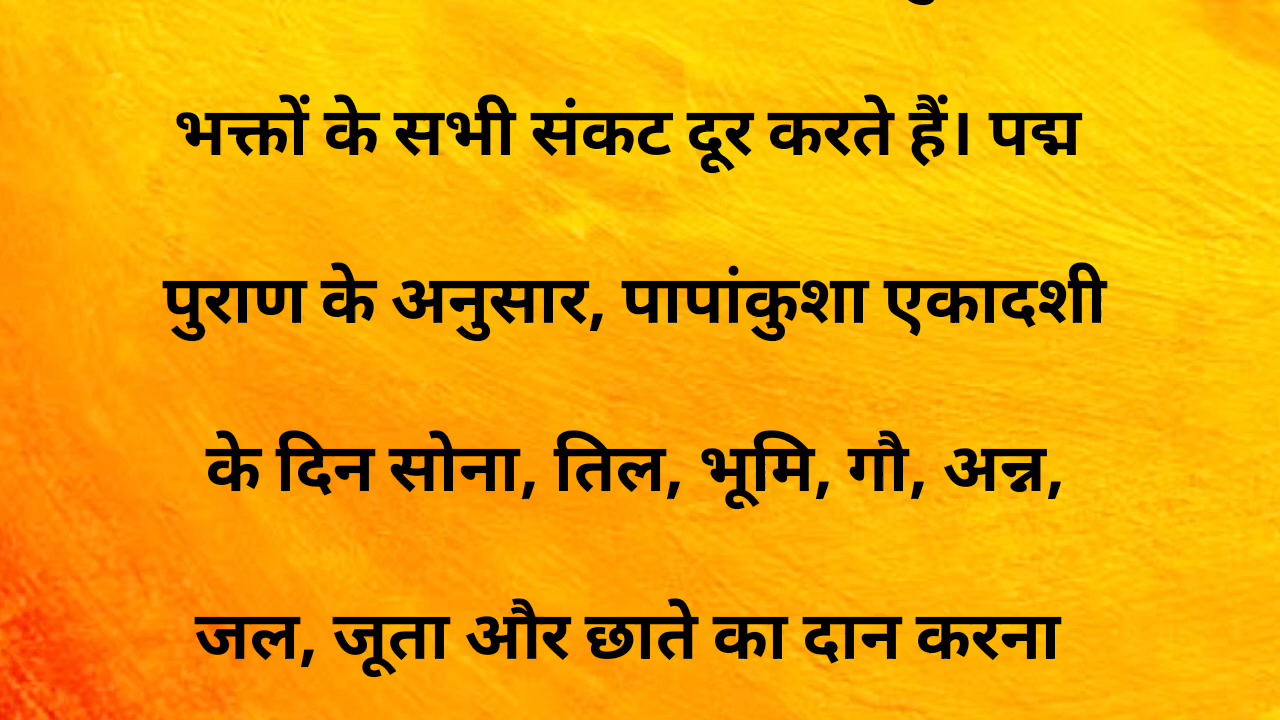 भक्तों के सभी संकट दूर करते हैं। पद्म
पुराण के अनुसार, पापांकुशा एकादशी
के दिन सोना, तिल, भूमि, गौ, अन्न,
जल, जूता और छाते का दान करना